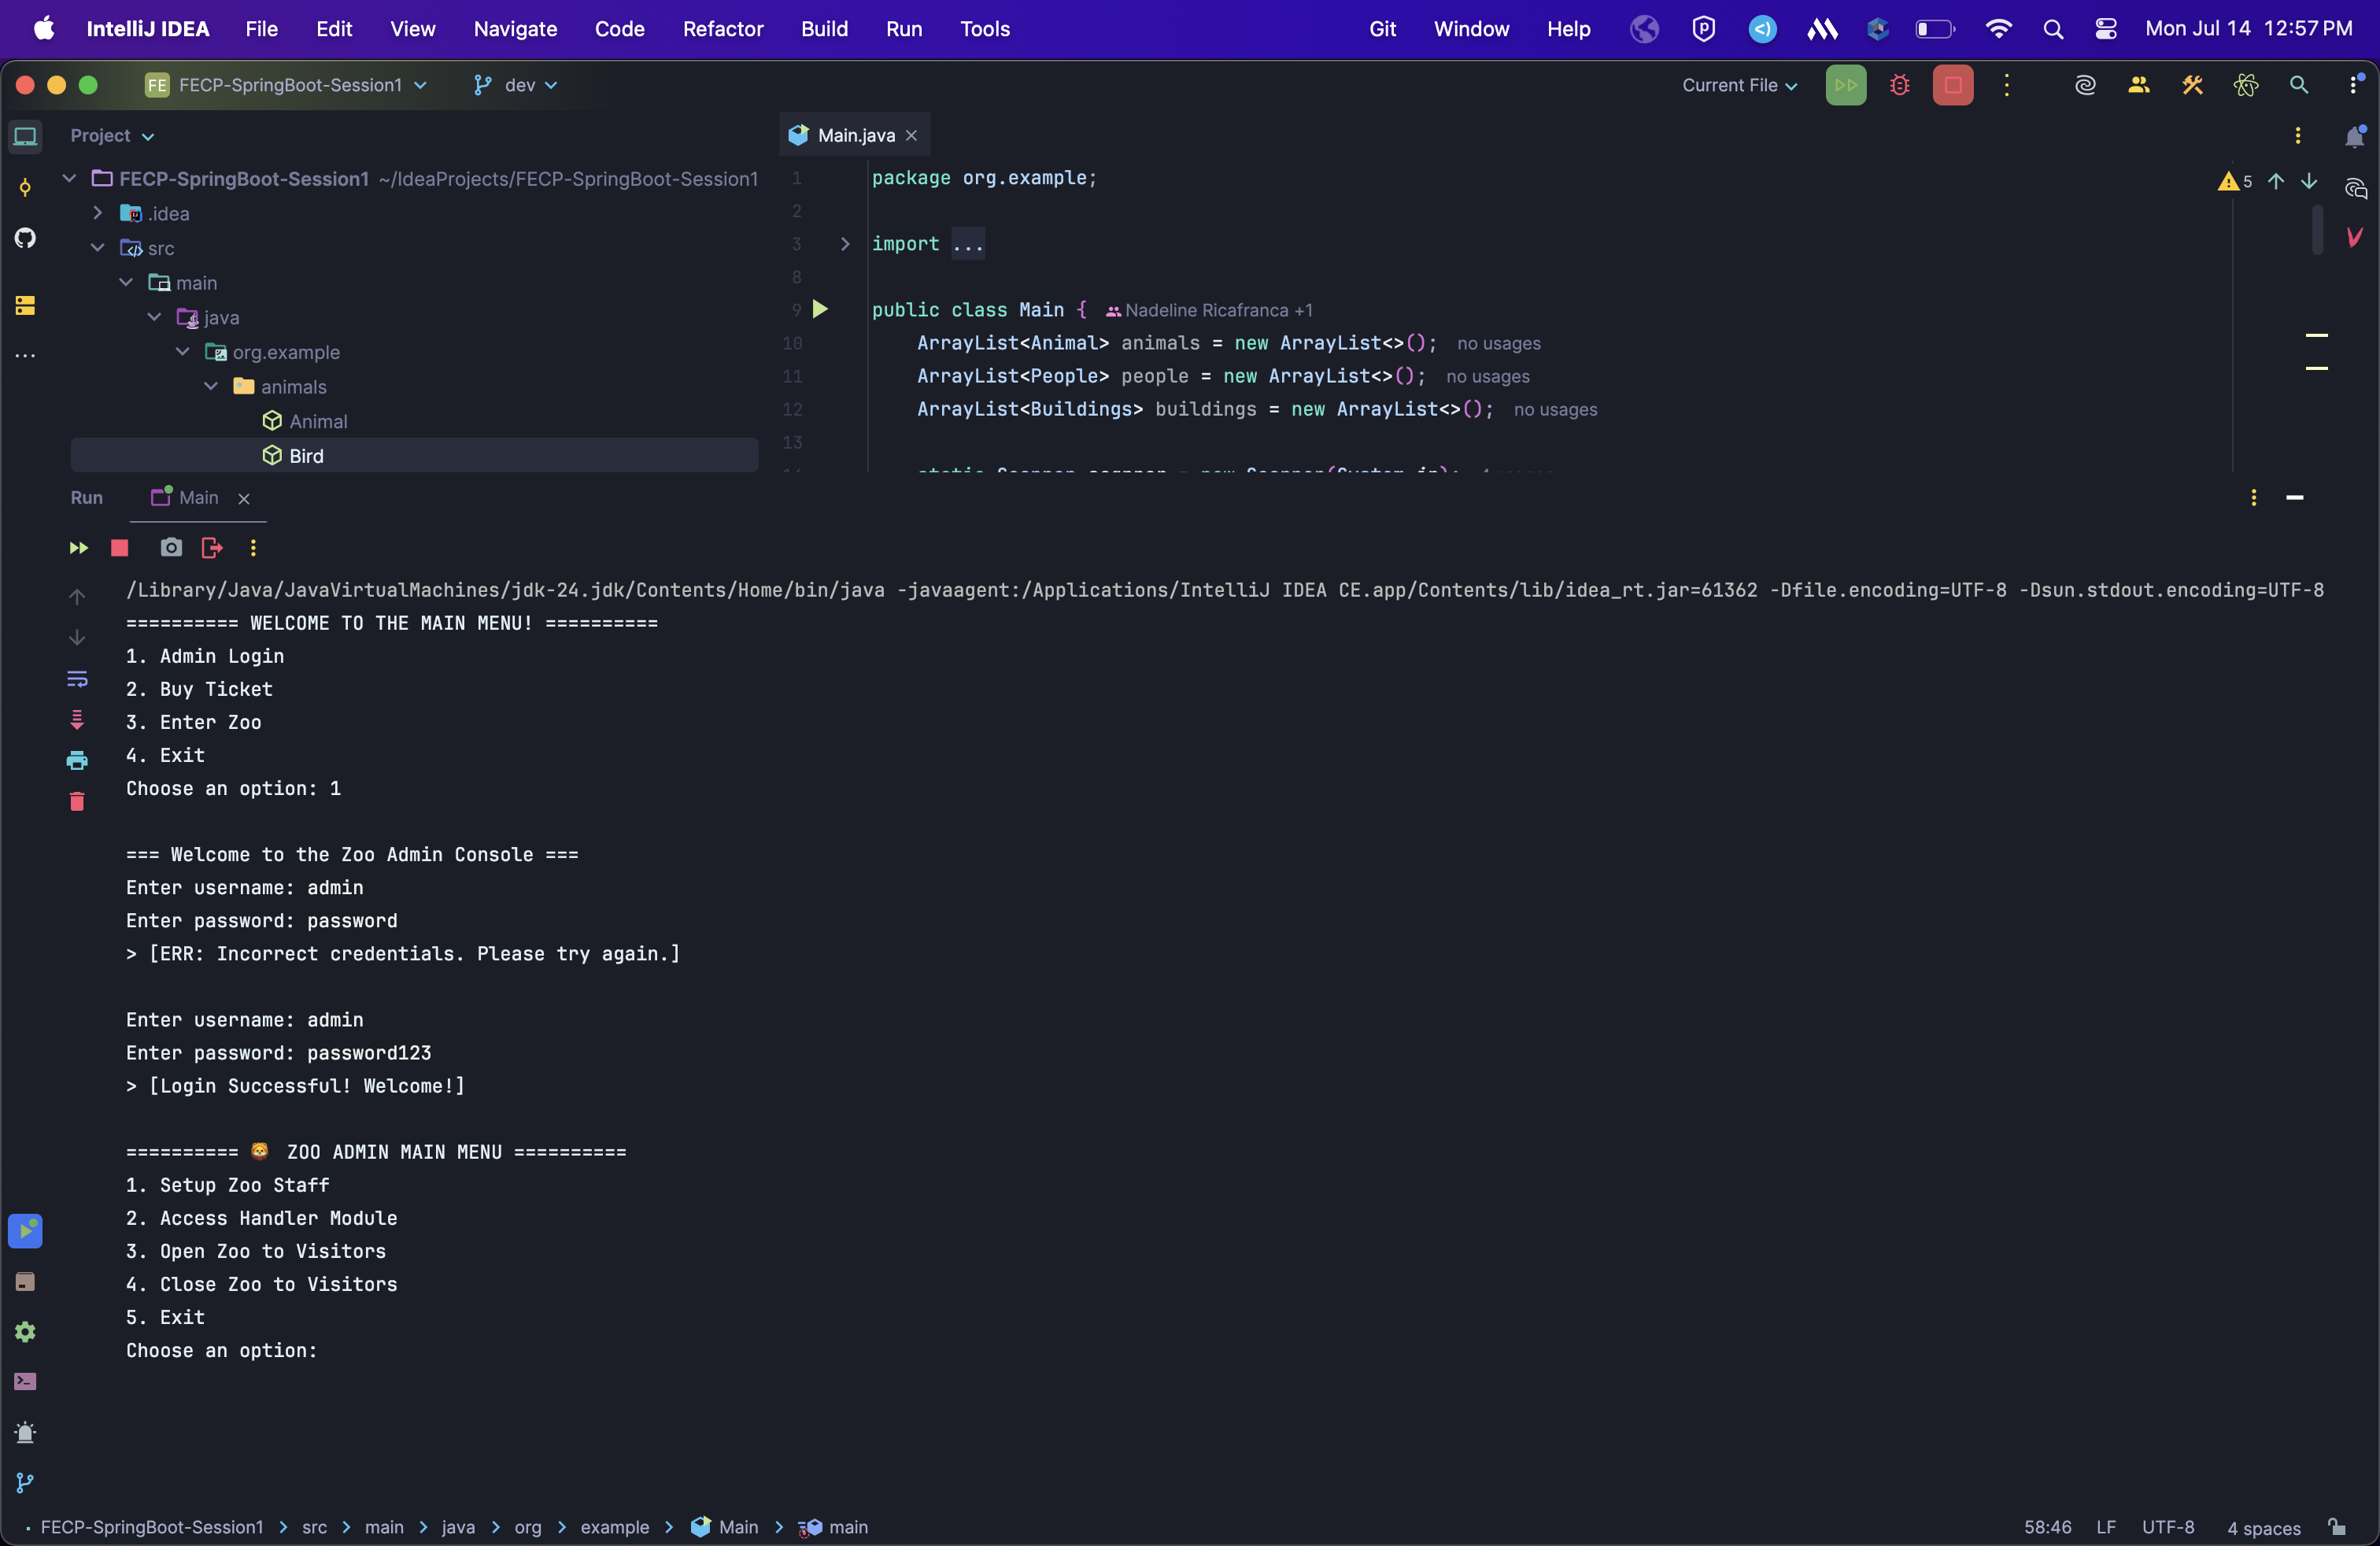 IntelliJ IDEA File Edit View Navigate Code Refactor Build Run Tools Git Window Help Mon Jul 14 12:57 PM
FE FECP-SpringBoot-Session1 dev Current File
Project
Main.java
FECP-SpringBoot-Session1 ~/IdeaProjects/FECP-SpringBoot-Session1
.idea
src
main
java
org.example
animals
Animal
Bird
1 package org.example;
2
3 import ...
8
9 public class Main { Nadeline Ricafranca +1
10 ArrayList<Animal> animals = new ArrayList<>(); no usages
11 ArrayList<People> people = new ArrayList<>(); no usages
12 ArrayList<Buildings> buildings = new ArrayList<>(); no usages
13
5
Run Main
/Library/Java/JavaVirtualMachines/jdk-24.jdk/Contents/Home/bin/java -javaagent:/Applications/IntelliJ IDEA CE.app/Contents/lib/idea_rt.jar=61362 -Dfile.encoding=UTF-8 -Dsun.stdout.encoding=UTF-8
========== WELCOME TO THE MAIN MENU! ==========
1. Admin Login
2. Buy Ticket
3. Enter Zoo
4. Exit
Choose an option: 1
=== Welcome to the Zoo Admin Console ===
Enter username: admin
Enter password: password
> [ERR: Incorrect credentials. Please try again.]
Enter username: admin
Enter password: password123
> [Login Successful! Welcome!]
========== 🦁 ZOO ADMIN MAIN MENU ==========
1. Setup Zoo Staff
2. Access Handler Module
3. Open Zoo to Visitors
4. Close Zoo to Visitors
5. Exit
Choose an option:
FECP-SpringBoot-Session1 > src > main > java > org > example > Main > main 58:46 LF UTF-8 4 spaces